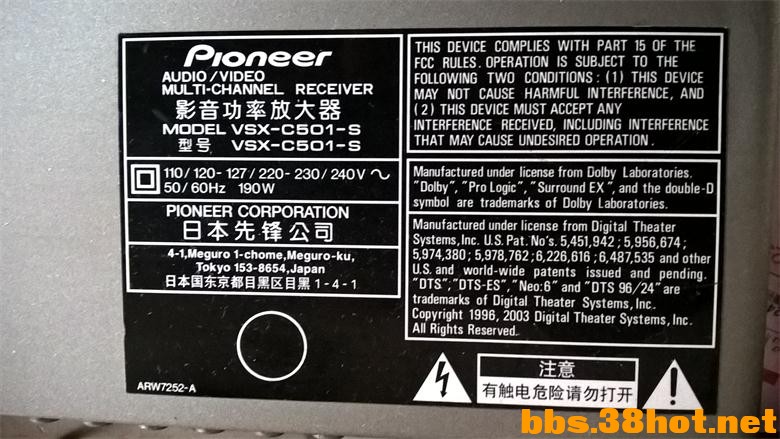 Pioneer
AUDIO/VIDEO
MULTI-CHANNEL RECEIVER
影音功率放大器
MODEL VSX-C501-S
型号 VSX-C501-S
110/120-127/220-230/240V ～
50/60Hz 190W
PIONEER CORPORATION
日本先锋公司
4-1,Meguro 1-chome,Meguro-ku,
Tokyo 153-8654,Japan
日本国东京都目黑区目黑1-4-1
ARW7252-A
THIS DEVICE COMPLIES WITH PART 15 OF THE
FCC RULES. OPERATION IS SUBJECT TO THE
FOLLOWING TWO CONDITIONS: (1) THIS DEVICE
MAY NOT CAUSE HARMFUL INTERFERENCE, AND
(2) THIS DEVICE MUST ACCEPT ANY
INTERFERENCE RECEIVED, INCLUDING INTERFERENCE
THAT MAY CAUSE UNDESIRED OPERATION.
Manufactured under license from Dolby Laboratories.
"Dolby", "Pro Logic", "Surround EX", and the double-D
symbol are trademarks of Dolby Laboratories.
Manufactured under license from Digital Theater
Systems, Inc. U.S. Pat. No's. 5,451,942; 5,956,674;
5,974,380; 5,978,762; 6,226,616; 6,487,535 and other
U.S. and world-wide patents issued and pending.
"DTS", "DTS-ES", "Neo:6" and "DTS 96/24" are
trademarks of Digital Theater Systems, Inc.
Copyright 1996, 2003 Digital Theater Systems, Inc.
All Rights Reserved.
注意
有触电危险请勿打开
bbs.38hot.net